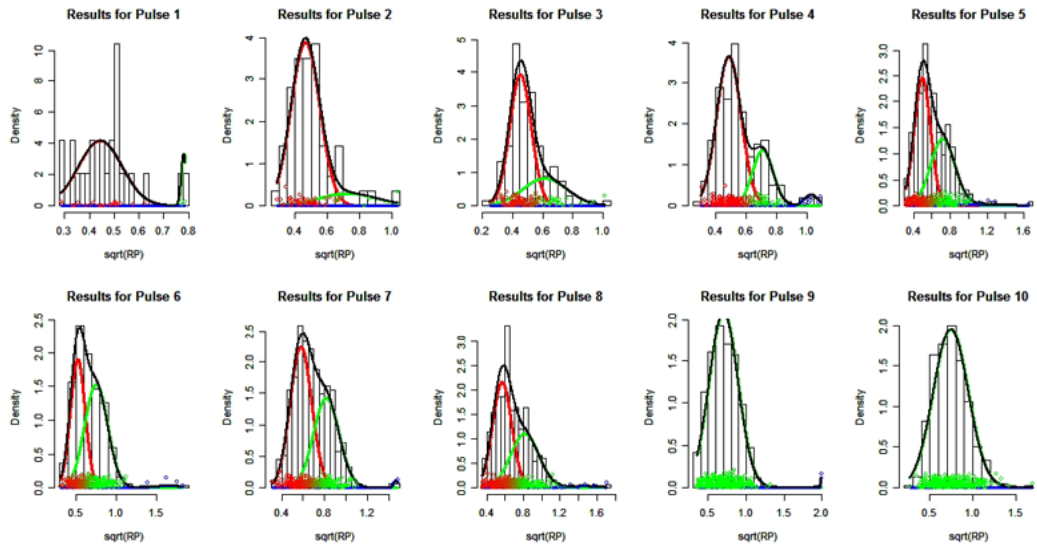 Results for Pulse 1
Results for Pulse 2
Results for Pulse 3
Results for Pulse 4
Results for Pulse 5
Density
0 2 4 6 8 10
0.3 0.4 0.5 0.6 0.7 0.8
sqrt(RP)
Density
0 1 2 3 4
0.4 0.6 0.8 1.0
sqrt(RP)
Density
0 1 2 3 4 5
0.2 0.4 0.6 0.8 1.0
sqrt(RP)
Density
0 1 2 3 4
0.4 0.6 0.8 1.0
sqrt(RP)
Density
0.0 0.5 1.0 1.5 2.0 2.5 3.0
0.4 0.8 1.2 1.6
sqrt(RP)
Results for Pulse 6
Results for Pulse 7
Results for Pulse 8
Results for Pulse 9
Results for Pulse 10
Density
0.0 0.5 1.0 1.5 2.0 2.5
0.5 1.0 1.5
sqrt(RP)
Density
0.0 0.5 1.0 1.5 2.0 2.5
0.4 0.8 1.2
sqrt(RP)
Density
0.0 0.5 1.0 1.5 2.0 2.5 3.0
0.4 0.8 1.2 1.6
sqrt(RP)
Density
0.0 0.5 1.0 1.5 2.0
0.5 1.0 1.5 2.0
sqrt(RP)
Density
0.0 0.5 1.0 1.5 2.0
0.5 1.0 1.5
sqrt(RP)